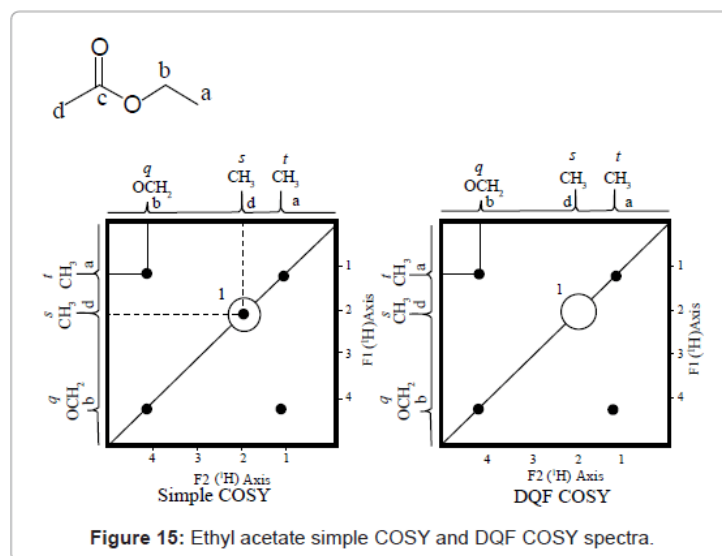 O
b
c
O
a
d
q
OCH₂
b
s
CH₃
d
t
CH₃
a
t
CH₃
a
s
CH₃
d
q
OCH₂
b
1
1
2
3
4
F1 (¹H) Axis
4 3 2 1
F2 (¹H) Axis
Simple COSY
q
OCH₂
b
s
CH₃
d
t
CH₃
a
t
CH₃
a
s
CH₃
d
q
OCH₂
b
1
1
2
3
4
F1 (¹H)Axis
4 3 2 1
F2 (¹H) Axis
DQF COSY
Figure 15: Ethyl acetate simple COSY and DQF COSY spectra.